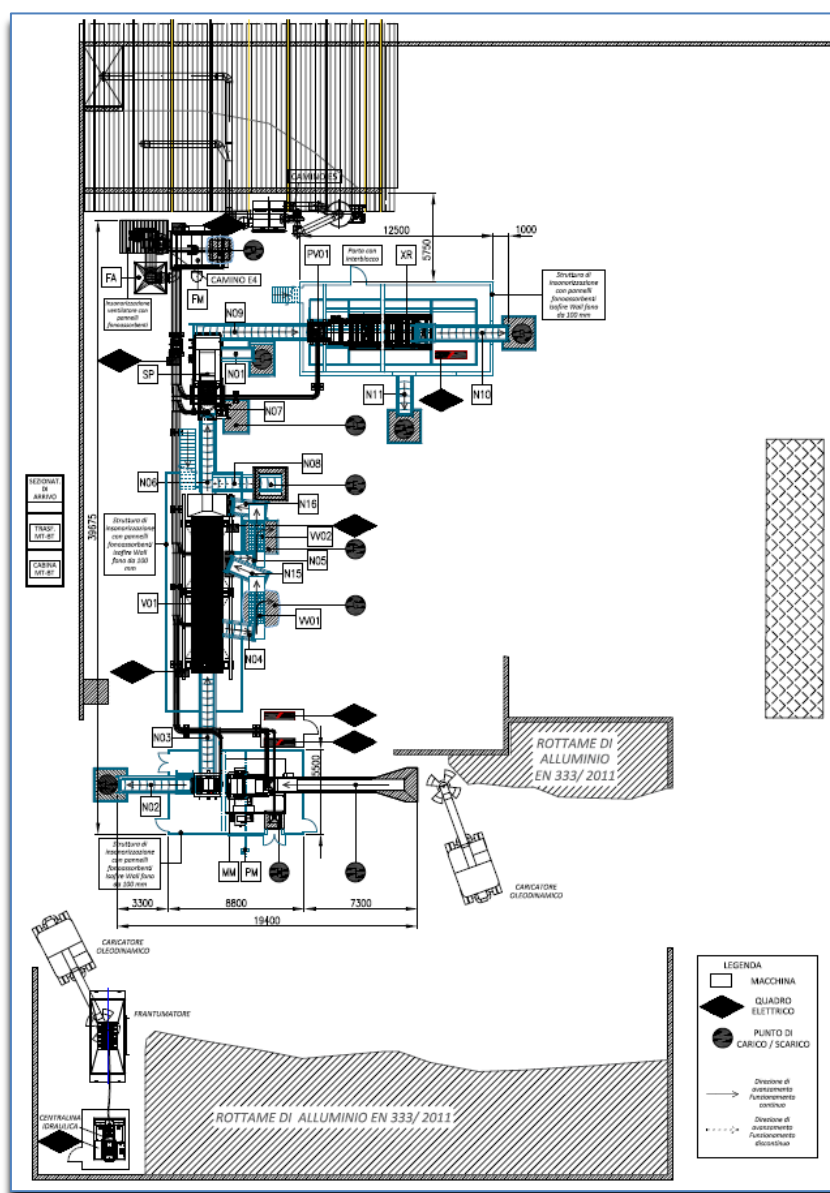 CAMINO E5
12500
1000
5750
PV01
Porta con
interblocco
XR
Struttura di
insonorizzazione
con pannelli
fonoassorbenti
isofire Wall fono
da 100 mm
FA
CAMINO E4
FM
Insonorizzazione
ventilatore con
pannelli
fonoassorbenti
N09
SP
N01
N07
N11
N10
N06
N08
N16
SEZIONAT.
DI
ARRIVO
TRASF.
MT-BT
CABINA
MT-BT
39675
Struttura di
insonorizzazione
con pannelli
fonoassorbenti
isofire Wall
fono da 100
mm
VV02
N05
N15
V01
VV01
N04
N03
5500
N02
ROTTAME DI
ALLUMINIO
EN 333/ 2011
Struttura di
insonorizzazione
con pannelli
fonoassorbenti
isofire Wall fono
da 100 mm
MM
PM
3300
8800
7300
19400
CARICATORE
OLEODINAMICO
CARICATORE
OLEODINAMICO
FRANTUMATORE
CENTRALINA
IDRAULICA
ROTTAME DI ALLUMINIO EN 333/ 2011
LEGENDA
MACCHINA
QUADRO
ELETTRICO
PUNTO DI
CARICO / SCARICO
Direzione di
avanzamento
Funzionamento
continuo
Direzione di
avanzamento
Funzionamento
discontinuo